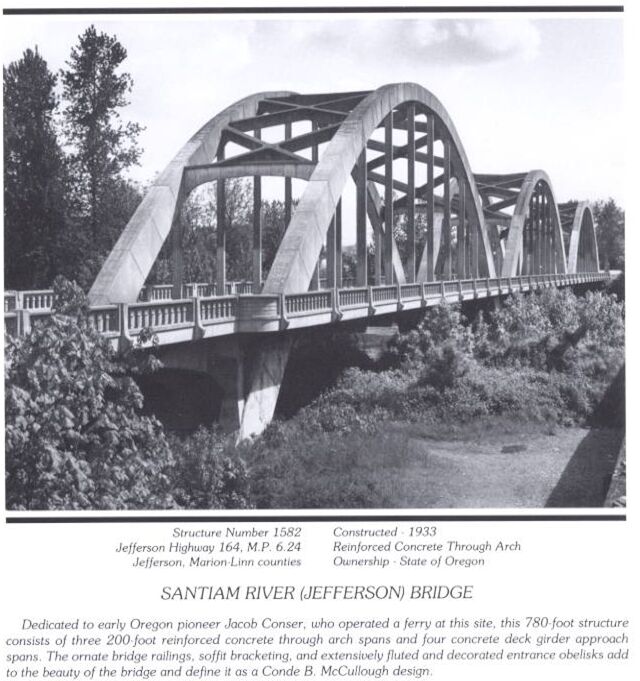 Structure Number 1582
Jefferson Highway 164, M.P. 6.24
Jefferson, Marion-Linn counties
Constructed - 1933
Reinforced Concrete Through Arch
Ownership - State of Oregon
SANTIAM RIVER (JEFFERSON) BRIDGE
Dedicated to early Oregon pioneer Jacob Conser, who operated a ferry at this site, this 780-foot structure
consists of three 200-foot reinforced concrete through arch spans and four concrete deck girder approach
spans. The ornate bridge railings, soffit bracketing, and extensively fluted and decorated entrance obelisks add
to the beauty of the bridge and define it as a Conde B. McCullough design.